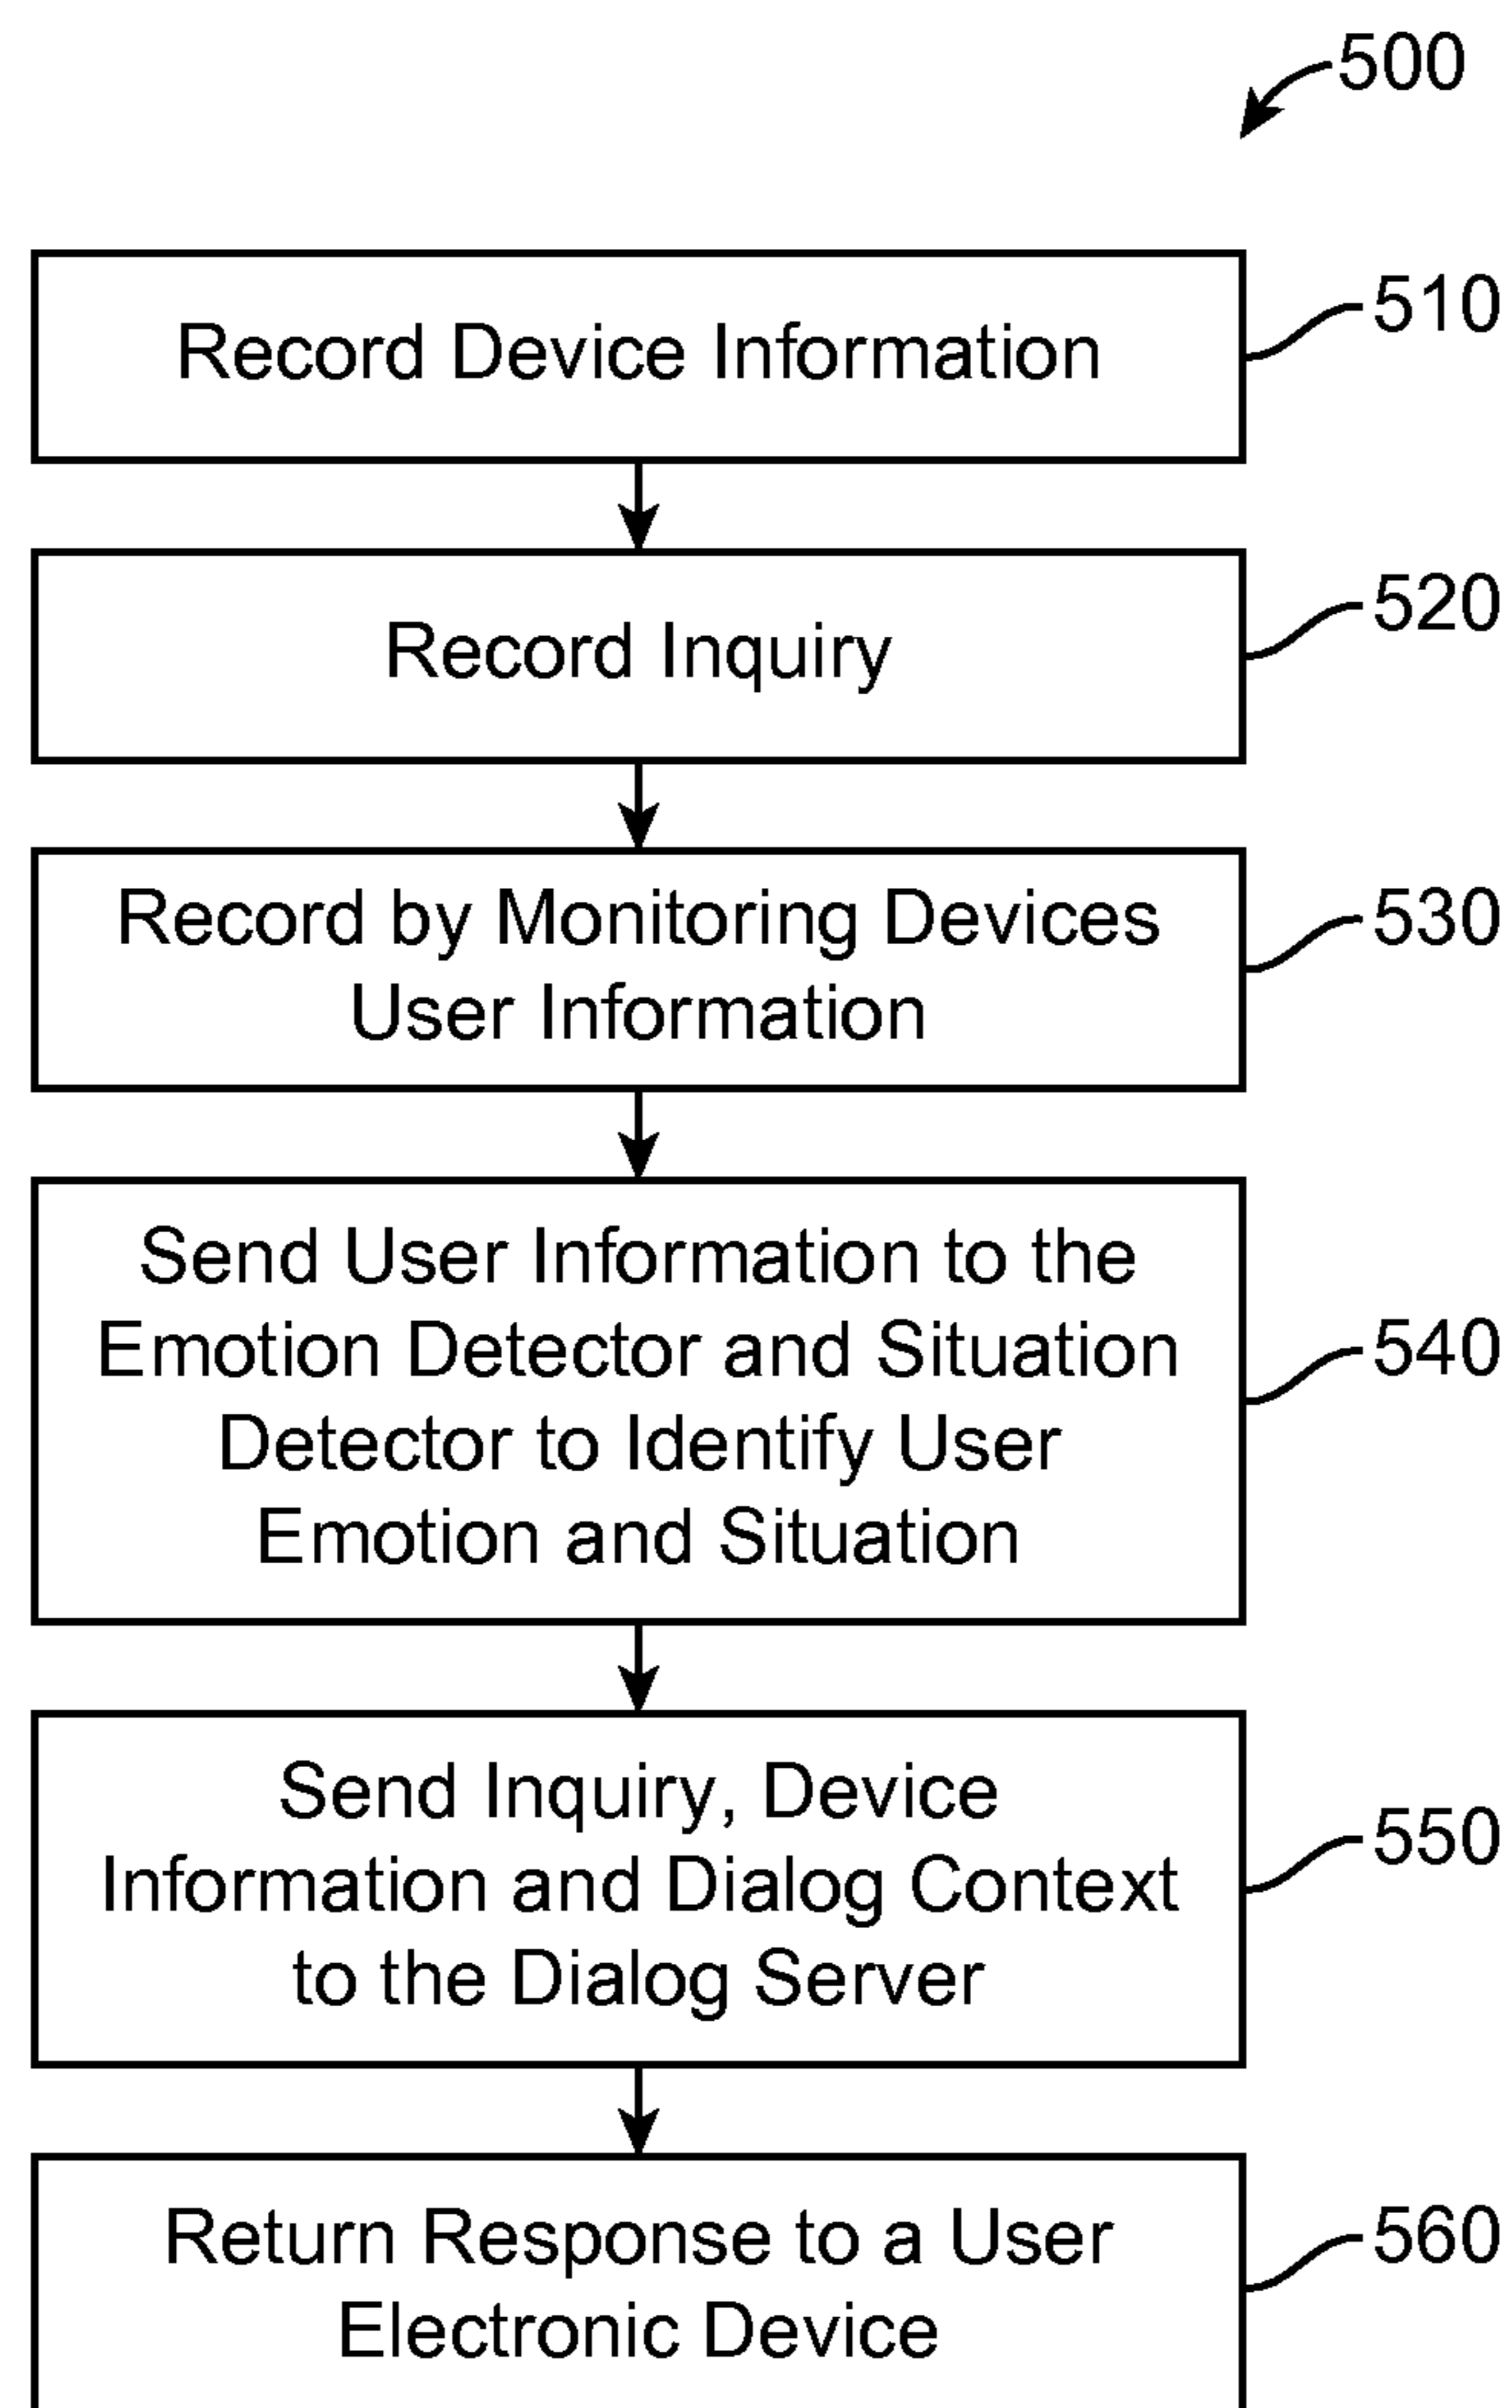 500
Record Device Information
510
Record Inquiry
520
Record by Monitoring Devices
User Information
530
Send User Information to the
Emotion Detector and Situation
Detector to Identify User
Emotion and Situation
540
Send Inquiry, Device
Information and Dialog Context
to the Dialog Server
550
Return Response to a User
Electronic Device
560